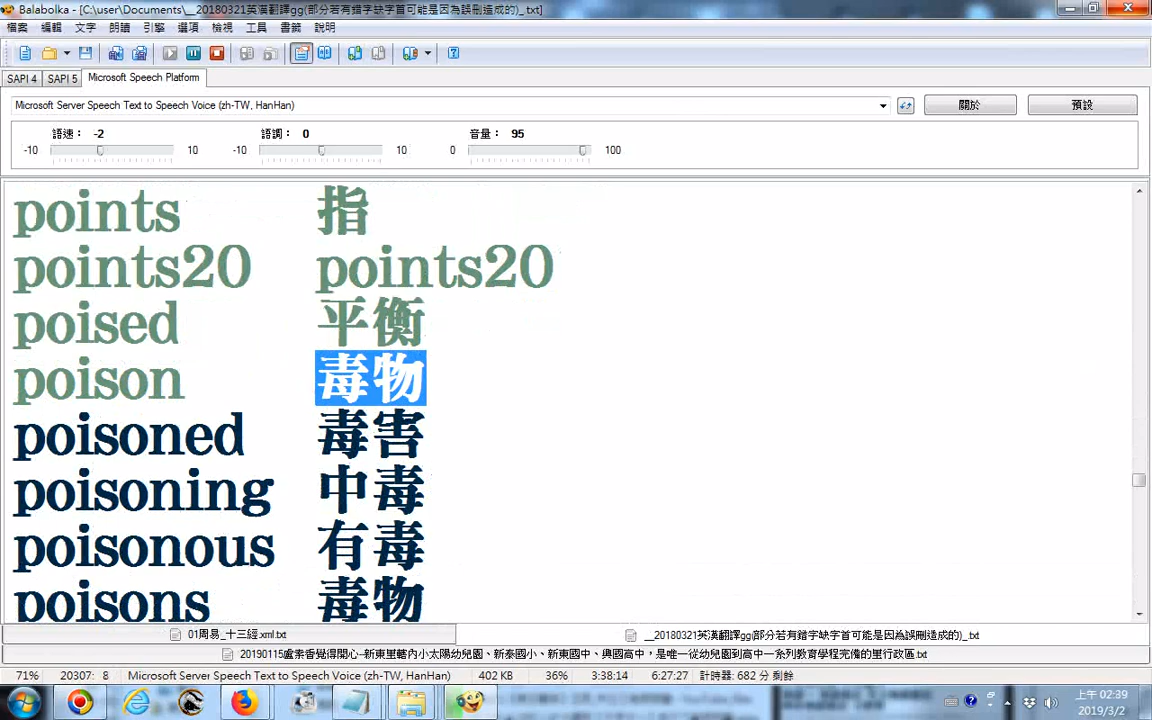 Balabolka - [C:\user\Documents\__20180321英漢翻譯gg(部分若有錯字缺字首可能是因為誤刪造成的)_.txt]
檔案 編輯 文字 朗讀 引擎 選項 檢視 工具 書籤 說明
SAPI 4 SAPI 5 Microsoft Speech Platform
Microsoft Server Speech Text to Speech Voice (zh-TW, HanHan) 關於 預設
語速： -2 語調： 0 音量： 95
-10 10 -10 10 0 100
points 指
points20 points20
poised 平衡
poison 毒物
poisoned 毒害
poisoning 中毒
poisonous 有毒
poisons 毒物
01周易_十三經.xml.txt __20180321英漢翻譯gg(部分若有錯字缺字首可能是因為誤刪造成的)_.txt
20190115盧素香覺得開心--新東里轄內小太陽幼兒園、新泰國小、新東國中、興國高中，是唯一從幼兒園到高中一系列教育學程完備的里行政區.txt
71% 20307: 8 Microsoft Server Speech Text to Speech Voice (zh-TW, HanHan) 402 KB 36% 3:38:14 6:27:27 計時器: 682 分 剩餘
上午 02:39
2019/3/2